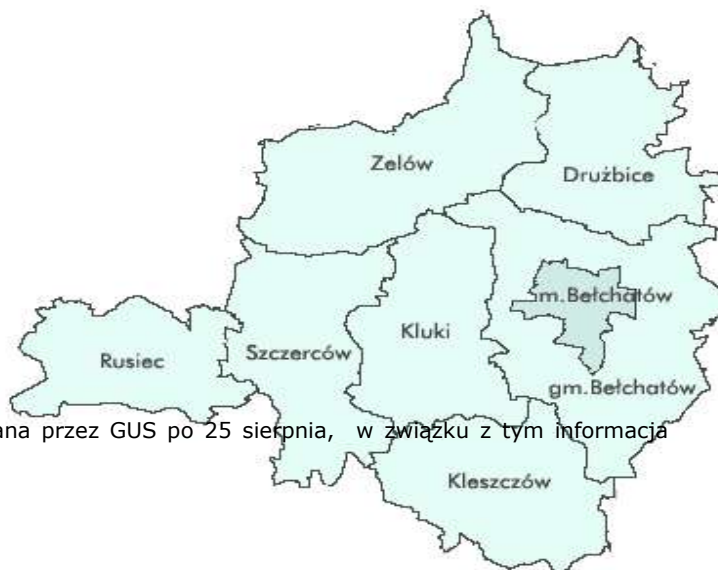 Zelów
Drużbice
m.Bełchatów
Kluki
Szczerców
Rusiec
gm.Bełchatów
ana przez GUS po 25 sierpnia, w związku z tym informacja
Kleszczów